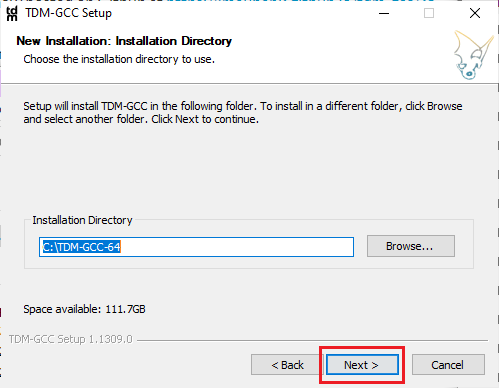 TDM-GCC Setup
New Installation: Installation Directory
Choose the installation directory to use.
Setup will install TDM-GCC in the following folder. To install in a different folder, click Browse
and select another folder. Click Next to continue.
Installation Directory
C:\TDM-GCC-64
Browse...
Space available: 111.7GB
TDM-GCC Setup 1.1309.0
< Back
Next >
Cancel